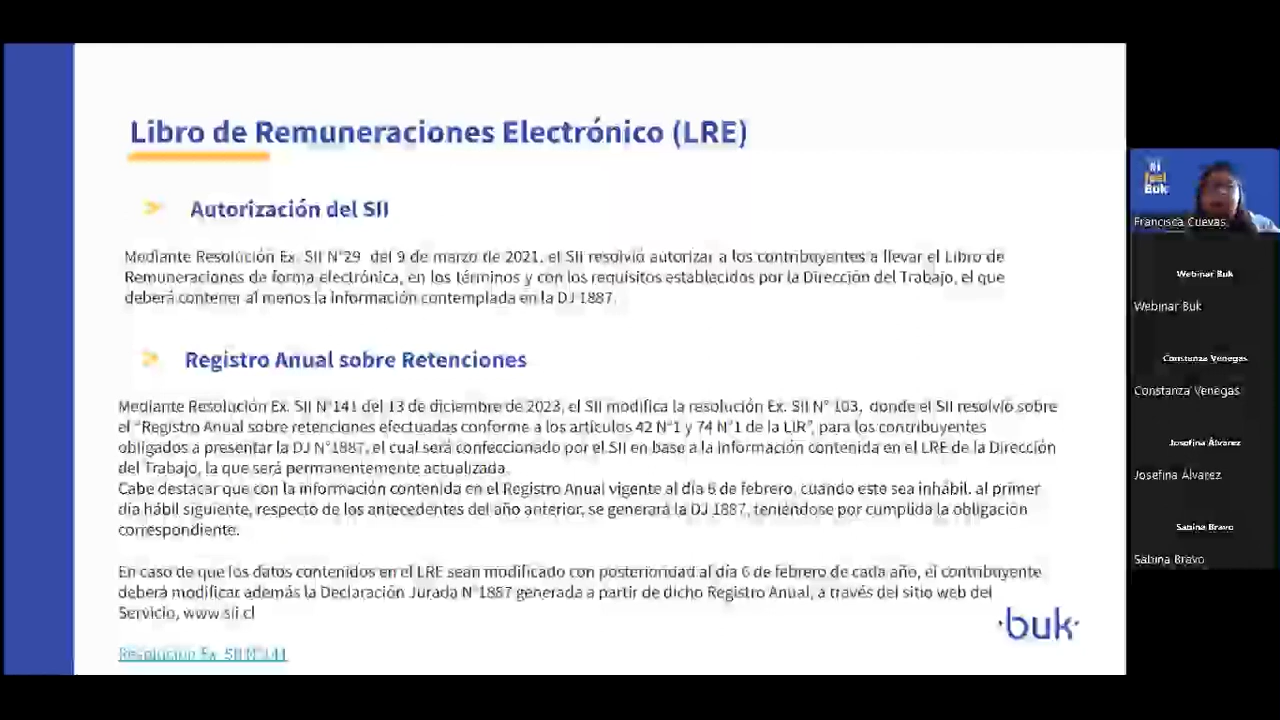 Libro de Remuneraciones Electrónico (LRE)
Autorización del SII
Mediante Resolución Ex. SII N°29 del 9 de marzo de 2021, el SII resolvió autorizar a los contribuyentes a llevar el Libro de
Remuneraciones de forma electrónica, en los términos y con los requisitos establecidos por la Dirección del Trabajo, el que
deberá contener al menos la información contemplada en la DJ 1887.
Registro Anual sobre Retenciones
Mediante Resolución Ex. SII N°141 del 13 de diciembre de 2023, el SII modifica la resolución Ex. SII N° 103, donde el SII resolvió sobre
el "Registro Anual sobre retenciones efectuadas conforme a los artículos 42 N°1 y 74 N°1 de la LIR", para los contribuyentes
obligados a presentar la DJ N°1887, el cual será confeccionado por el SII en base a la información contenida en el LRE de la Dirección
del Trabajo, la que será permanentemente actualizada.
Cabe destacar que con la información contenida en el Registro Anual vigente al día 6 de febrero, cuando este sea inhábil, al primer
día hábil siguiente, respecto de los antecedentes del año anterior, se generará la DJ 1887, teniéndose por cumplida la obligación
correspondiente.
En caso de que los datos contenidos en el LRE sean modificado con posterioridad al día 6 de febrero de cada año, el contribuyente
deberá modificar además la Declaración Jurada N°1887 generada a partir de dicho Registro Anual, a través del sitio web del
Servicio, www.sii.cl
Resolución Ex. SII N°141
buk
Buk
Francisca Cuevas
Webinar Buk
Webinar Buk
Constanza Venegas
Constanza Venegas
Josefina Álvarez
Josefina Álvarez
Sabina Bravo
Sabina Bravo